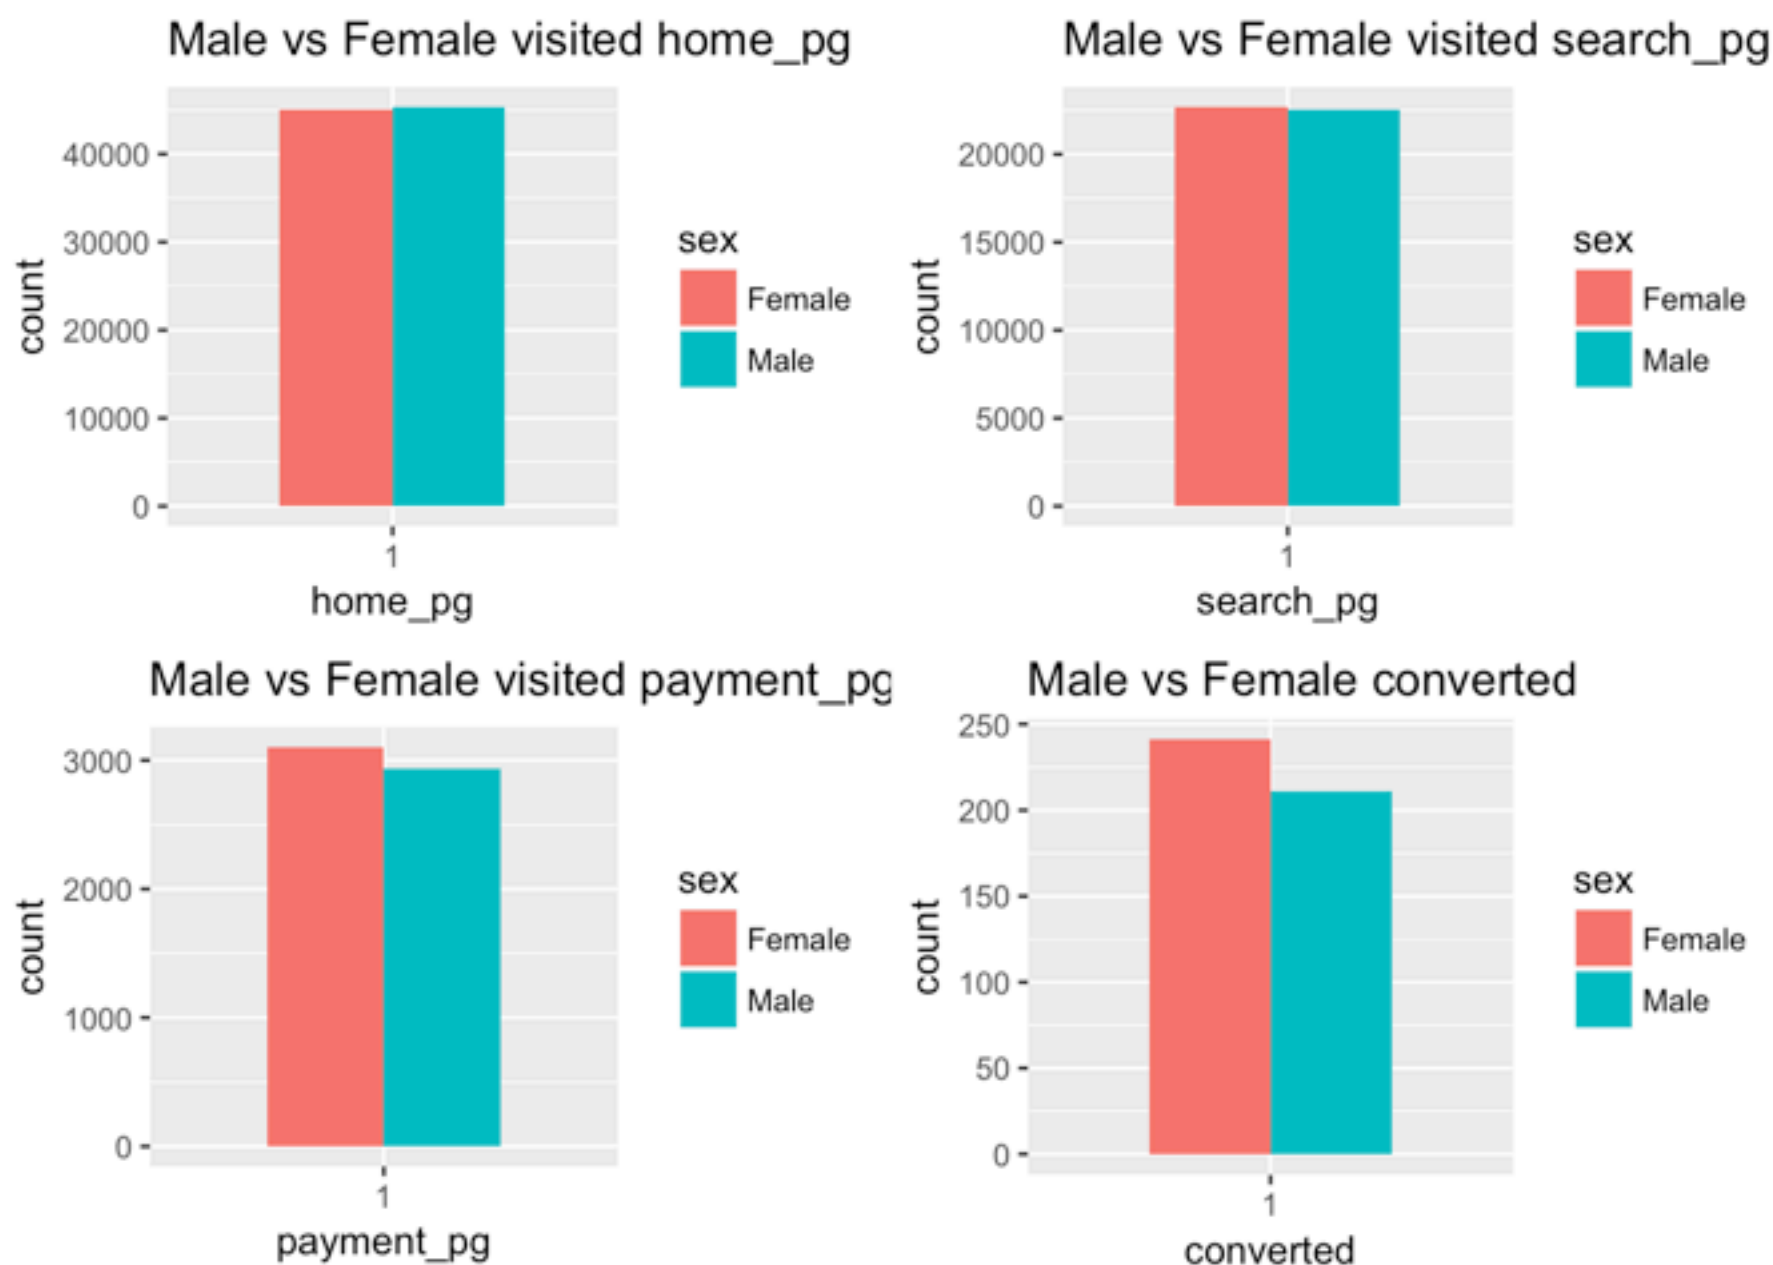 Male vs Female visited home_pg
count
40000
30000
20000
10000
0
1
home_pg
sex
Female
Male
Male vs Female visited search_pg
count
20000
15000
10000
5000
0
1
search_pg
sex
Female
Male
Male vs Female visited payment_pg
count
3000
2000
1000
0
1
payment_pg
sex
Female
Male
Male vs Female converted
count
250
200
150
100
50
0
1
converted
sex
Female
Male